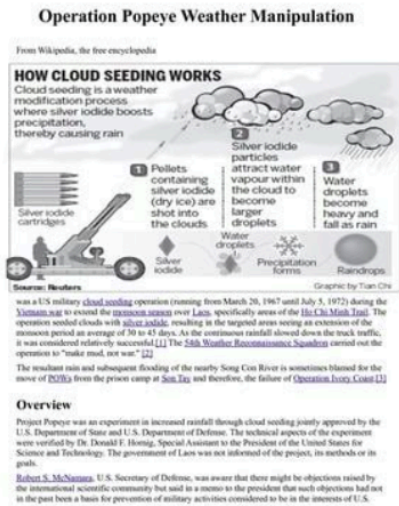 Operation Popeye Weather Manipulation
From Wikipedia, the free encyclopedia
HOW CLOUD SEEDING WORKS
Cloud seeding is a weather
modification process
where silver iodide boosts
precipitation,
thereby causing rain
1 Pellets
containing
silver iodide
(dry ice) are
shot into
the clouds
2
Silver iodide
particles
attract water
vapour within
the cloud to
become
larger
droplets
3
Water
droplets
become
heavy and
fall as rain
Silver iodide
cartridges
Silver
iodide
Water
droplets
Precipitation
forms
Raindrops
Source: Reuters
Graphic by Tian Chi
was a US military cloud seeding operation (running from March 20, 1967 until July 5, 1972) during the
Vietnam war to extend the monsoon season over Laos, specifically areas of the Ho Chi Minh Trail. The
operation seeded clouds with silver iodide, resulting in the targeted areas seeing an extension of the
monsoon period an average of 30 to 45 days. As the continuous rainfall slowed down the truck traffic,
it was considered relatively successful.[1] The 54th Weather Reconnaissance Squadron carried out the
operation to "make mud, not war." [2]
The resultant rain and subsequent flooding of the nearby Song Con River is sometimes blamed for the
move of POWs from the prison camp at Son Tay and therefore, the failure of Operation Ivory Coast.[3]
Overview
Project Popeye was an experiment in increased rainfall through cloud seeding jointly approved by the
U.S. Department of State and U.S. Department of Defense. The technical aspects of the experiment
were verified by Dr. Donald F. Hornig, Special Assistant to the President of the United States for
Science and Technology. The government of Laos was not informed of the project, its methods or its
goals.
Robert S. McNamara, U.S. Secretary of Defense, was aware that there might be objections raised by
the international scientific community but said in a memo to the president that such objections had not
in the past been a basis for prevention of military activities considered to be in the interests of U.S.